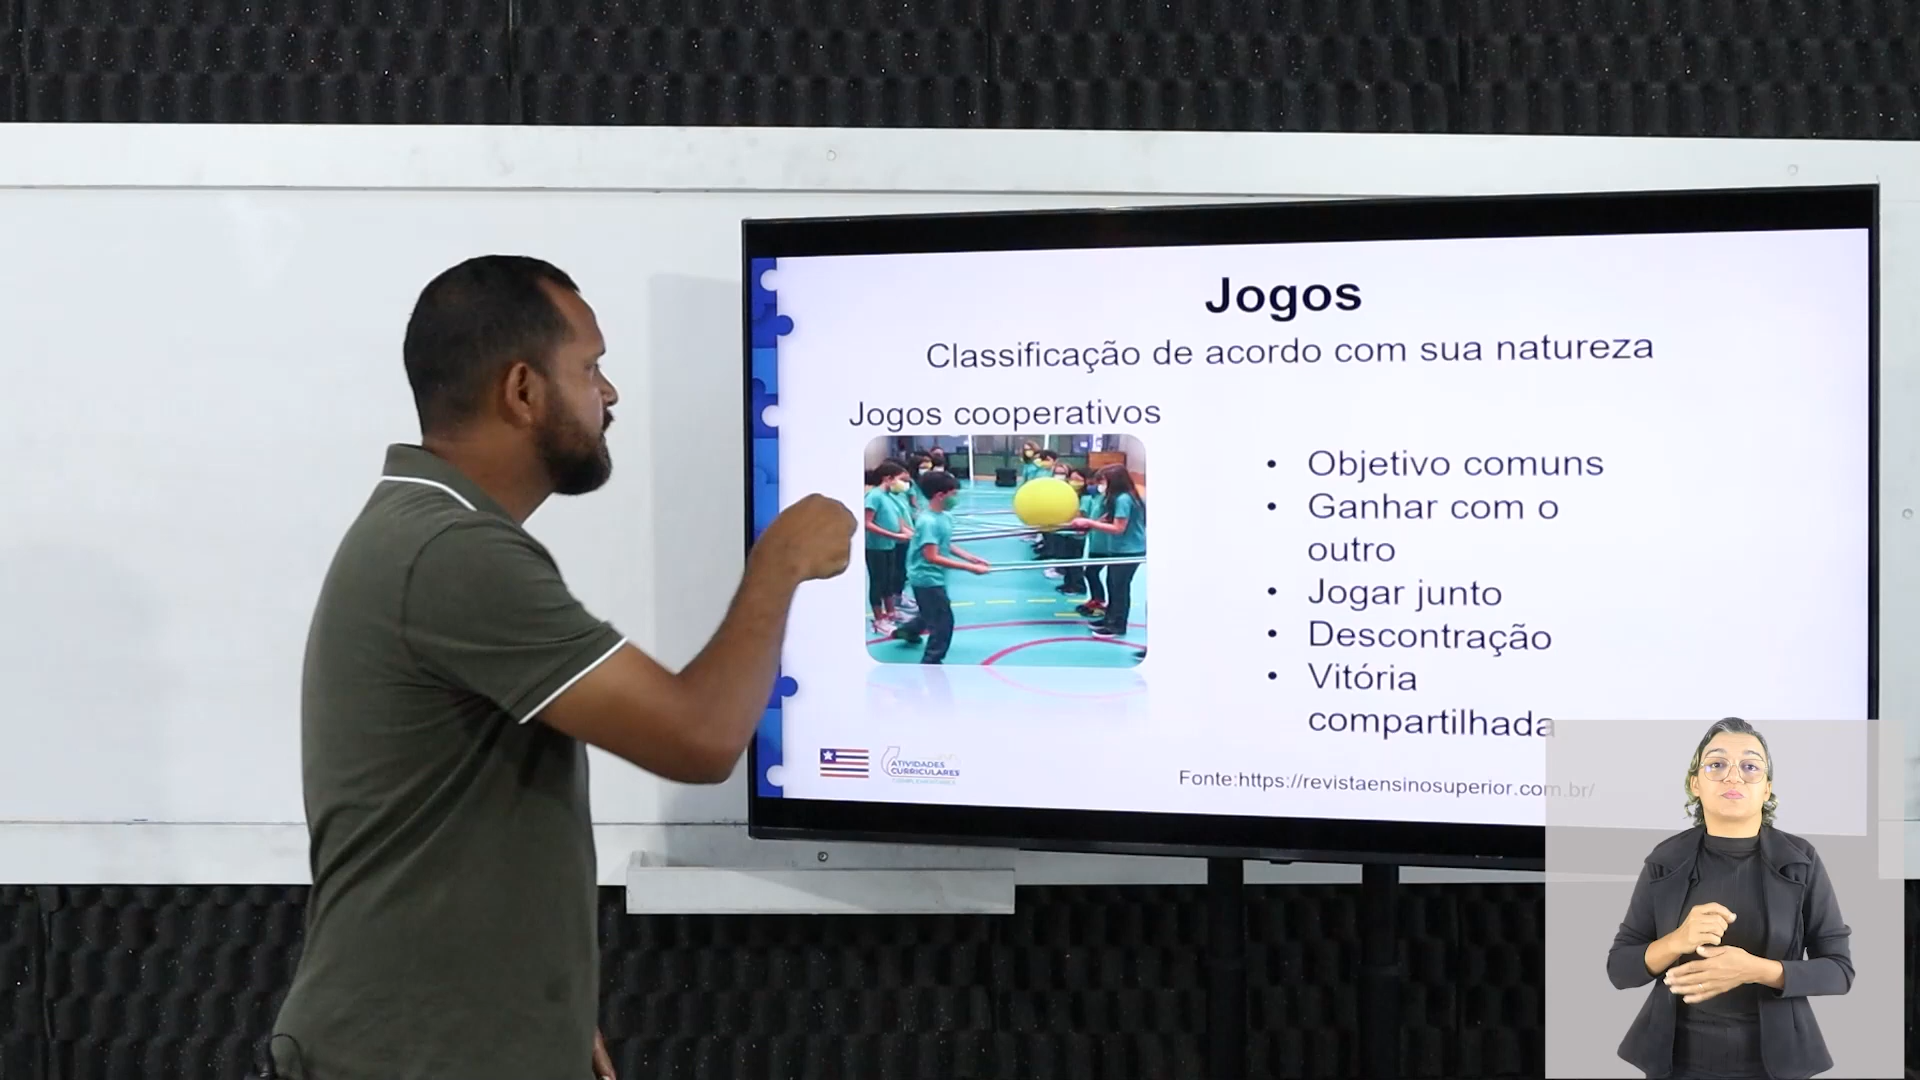 Jogos
Classificação de acordo com sua natureza
Jogos cooperativos
• Objetivo comuns
• Ganhar com o
outro
• Jogar junto
• Descontração
• Vitória
compartilhada
ATIVIDADES
CURRICULARES
Fonte:https://revistaensinosuperior.com.br/